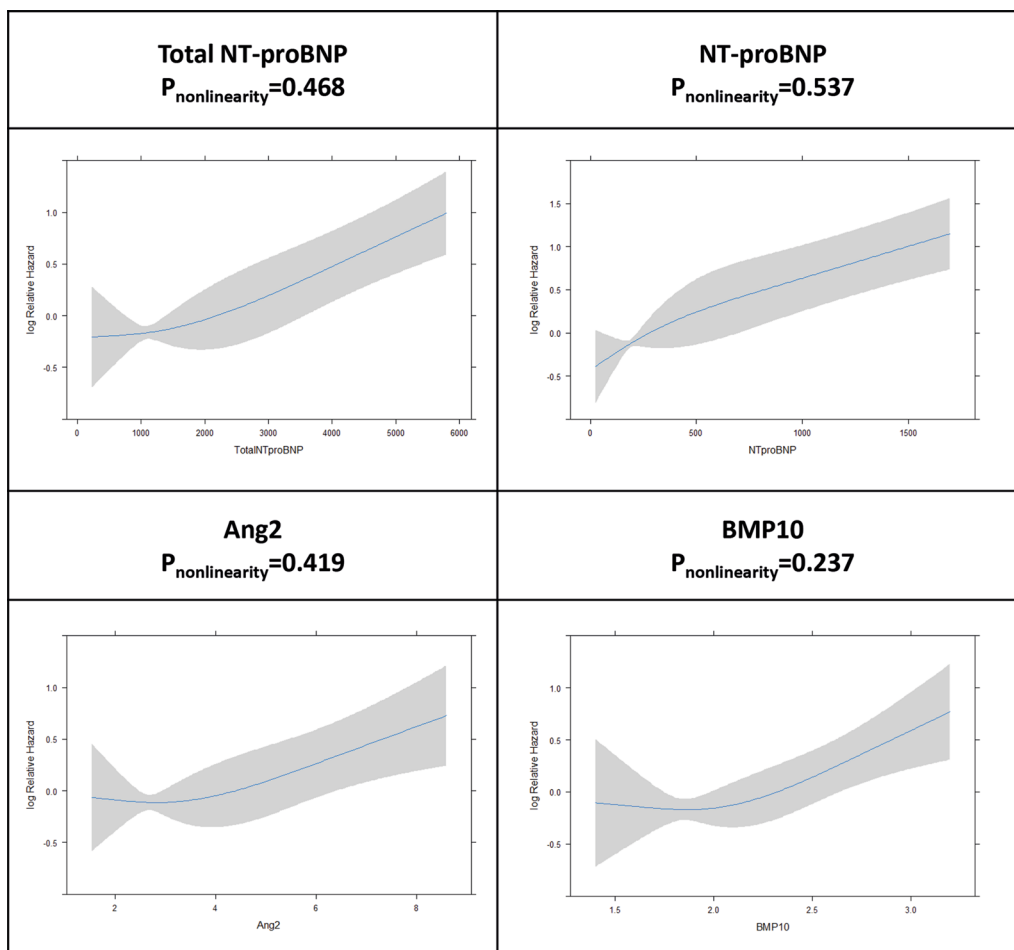 Total NT-proBNP
Pnonlinearity=0.468
NT-proBNP
Pnonlinearity=0.537
log Relative Hazard
1.0
0.5
0.0
-0.5
0 1000 2000 3000 4000 5000 6000
TotalNTproBNP
log Relative Hazard
1.5
1.0
0.5
0.0
-0.5
0 500 1000 1500
NTproBNP
Ang2
Pnonlinearity=0.419
BMP10
Pnonlinearity=0.237
log Relative Hazard
1.0
0.5
0.0
-0.5
2 4 6 8
Ang2
log Relative Hazard
1.0
0.5
0.0
-0.5
1.5 2.0 2.5 3.0
BMP10